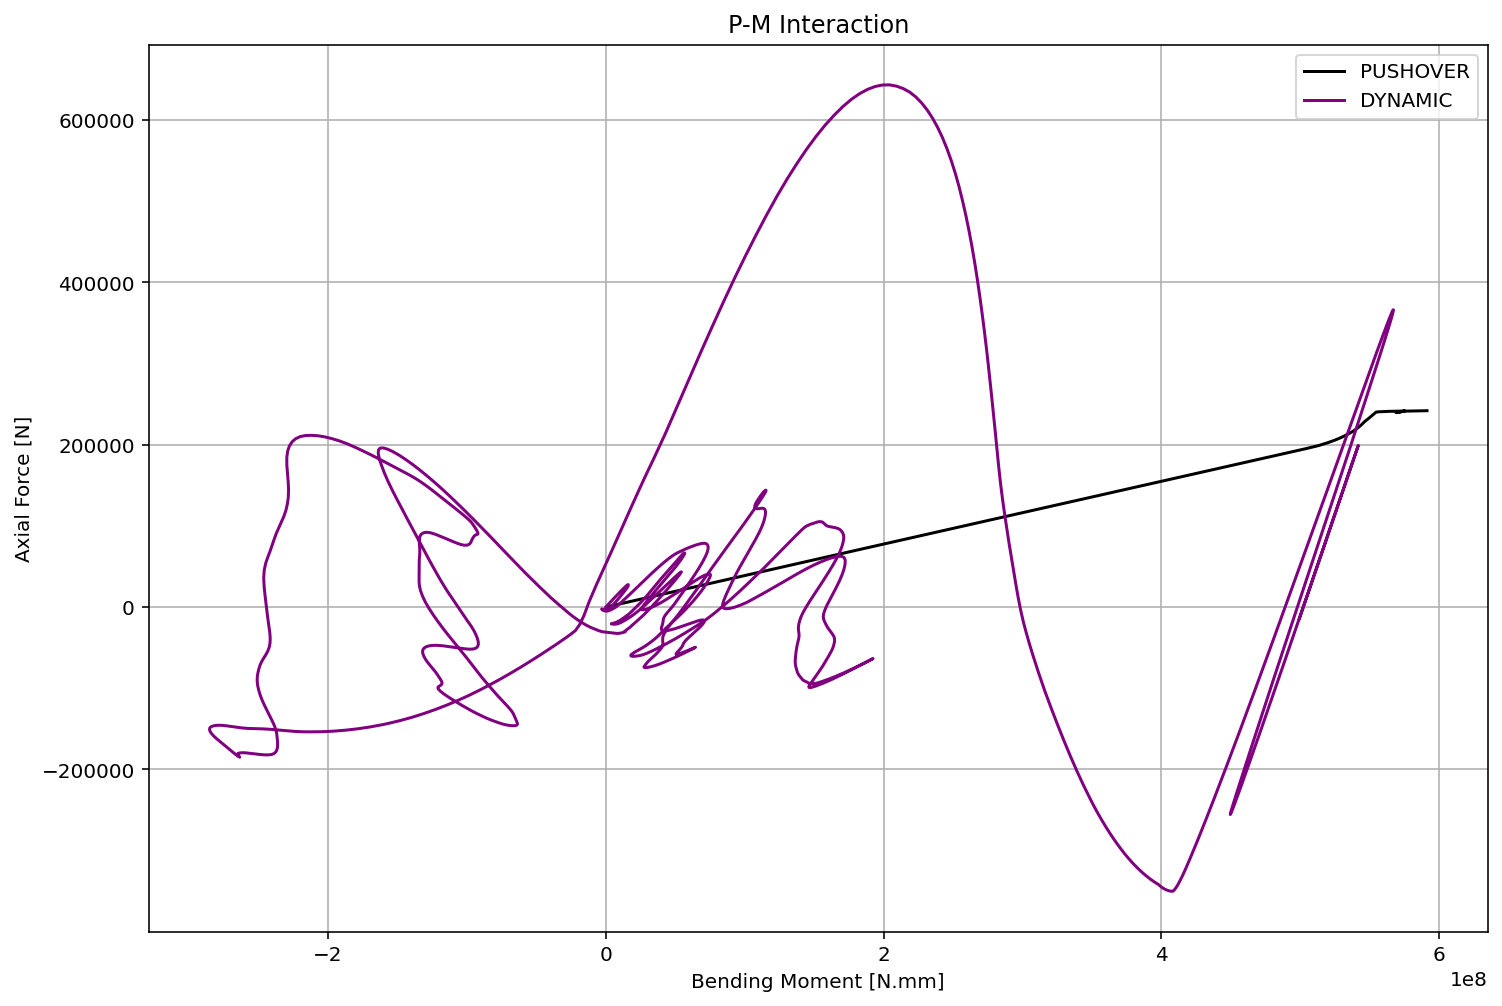 P-M Interaction
PUSHOVER
DYNAMIC
Axial Force [N]
600000
400000
200000
0
−200000
−2
0
2
4
6
1e8
Bending Moment [N.mm]